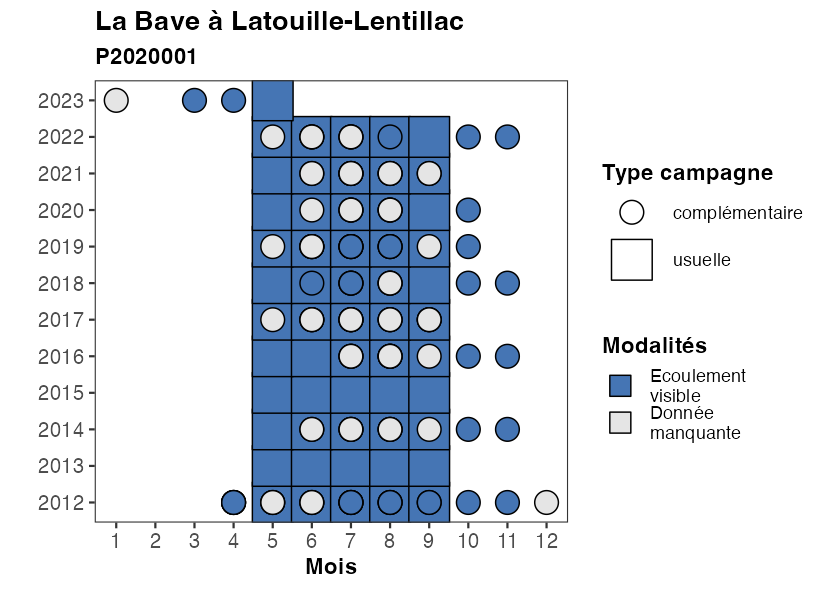 La Bave à Latouille-Lentillac
P2020001
2023
2022
2021
2020
2019
2018
2017
2016
2015
2014
2013
2012
1 2 3 4 5 6 7 8 9 10 11 12
Mois
Type campagne
complémentaire
usuelle
Modalités
Ecoulement
visible
Donnée
manquante